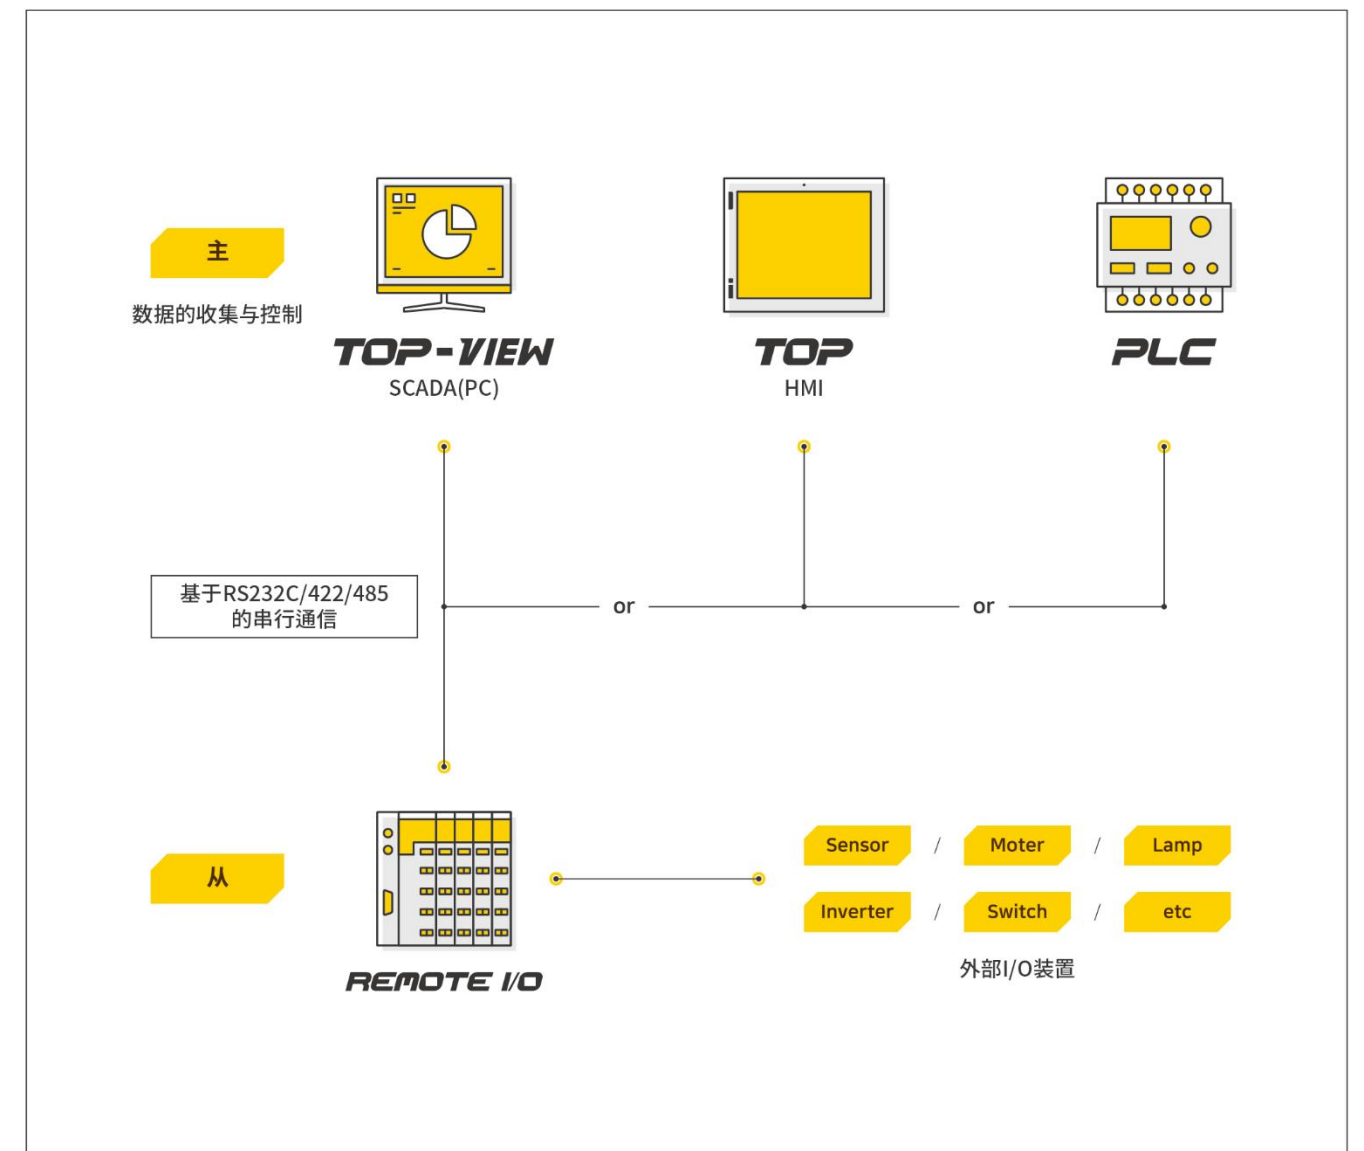 主
数据的收集与控制
TOP-VIEW
SCADA(PC)
TOP
HMI
PLC
基于RS232C/422/485
的串行通信
or
or
从
REMOTE I/O
Sensor / Moter / Lamp
Inverter / Switch / etc
外部I/O装置